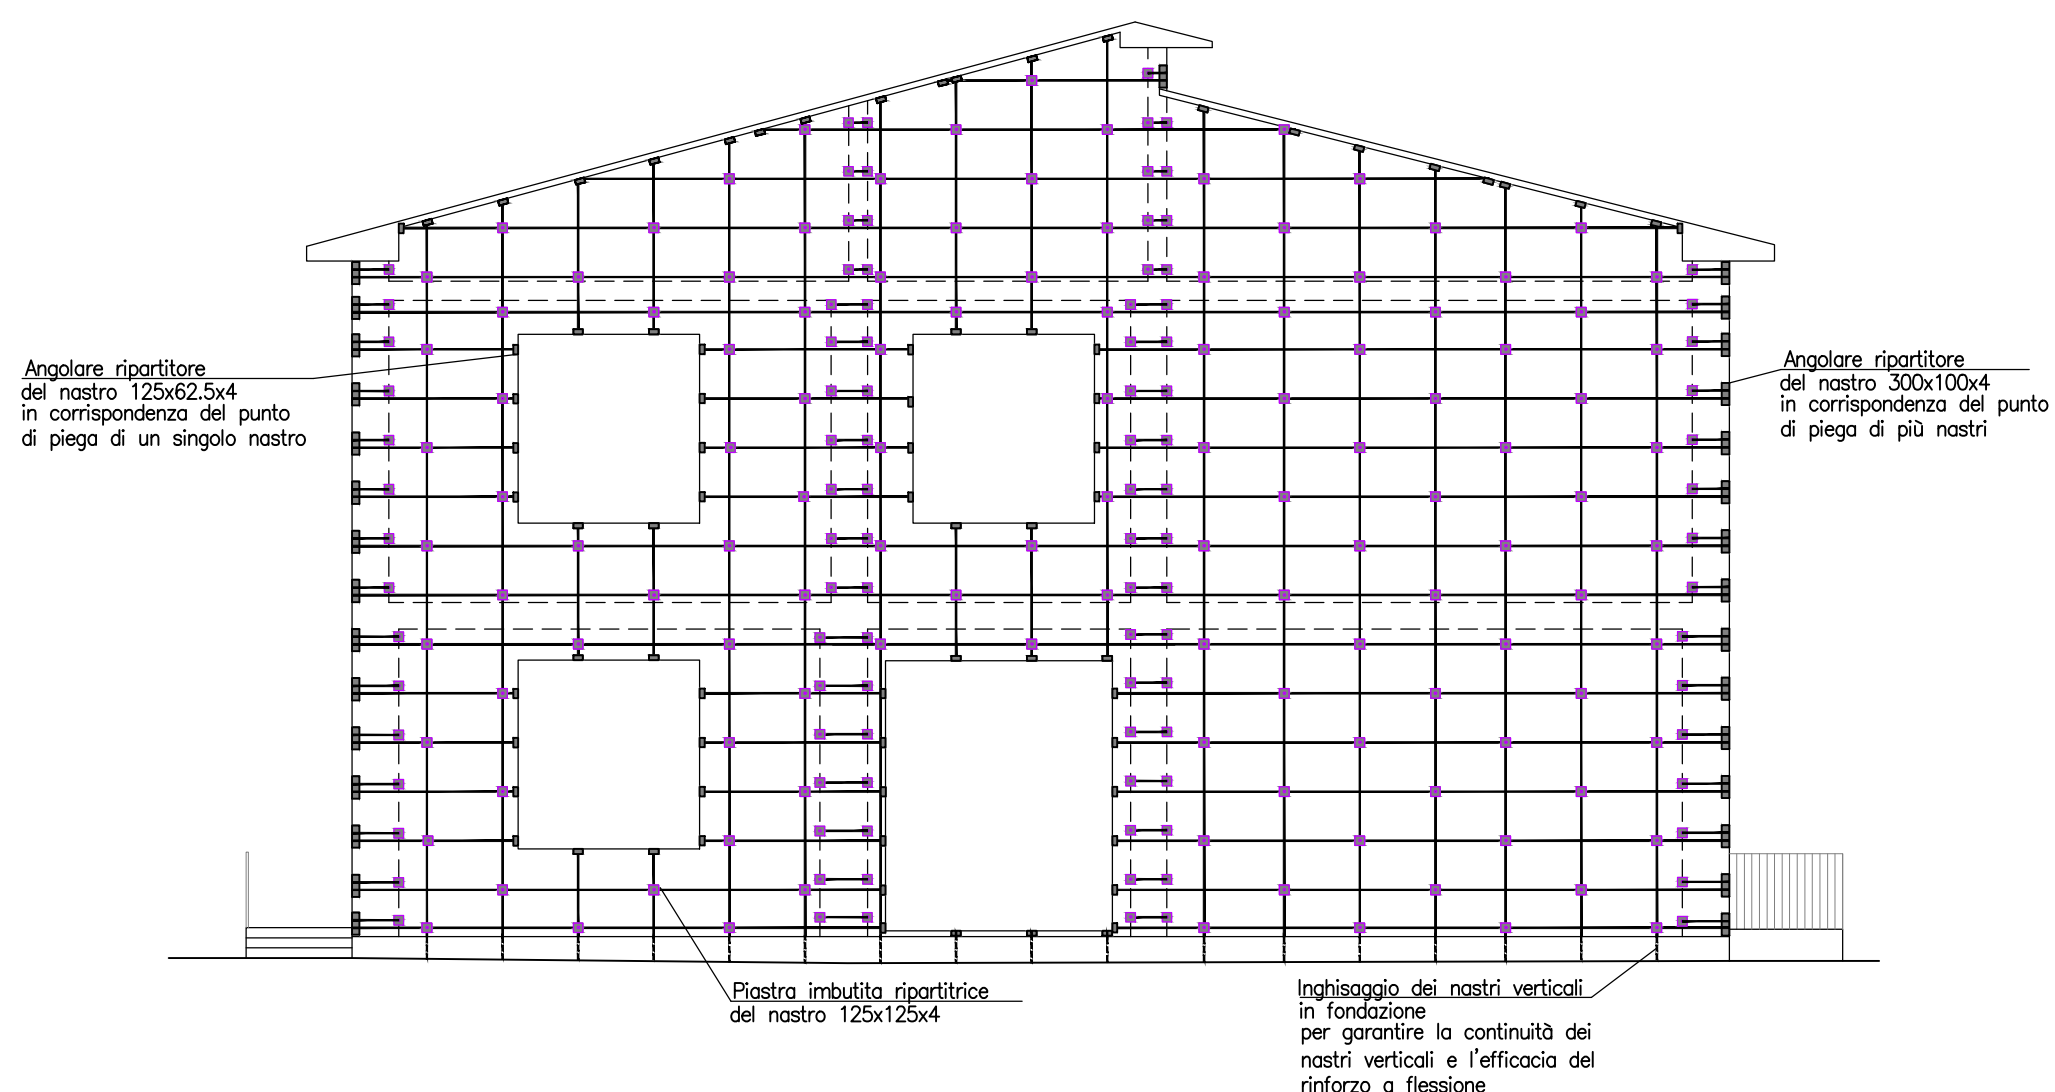 Angolare ripartitore
del nastro 125x62.5x4
in corrispondenza del punto
di piega di un singolo nastro
Angolare ripartitore
del nastro 300x100x4
in corrispondenza del punto
di piega di più nastri
Piastra imbutita ripartitrice
del nastro 125x125x4
Inghisaggio dei nastri verticali
in fondazione
per garantire la continuità dei
nastri verticali e l'efficacia del
rinforzo a flessione